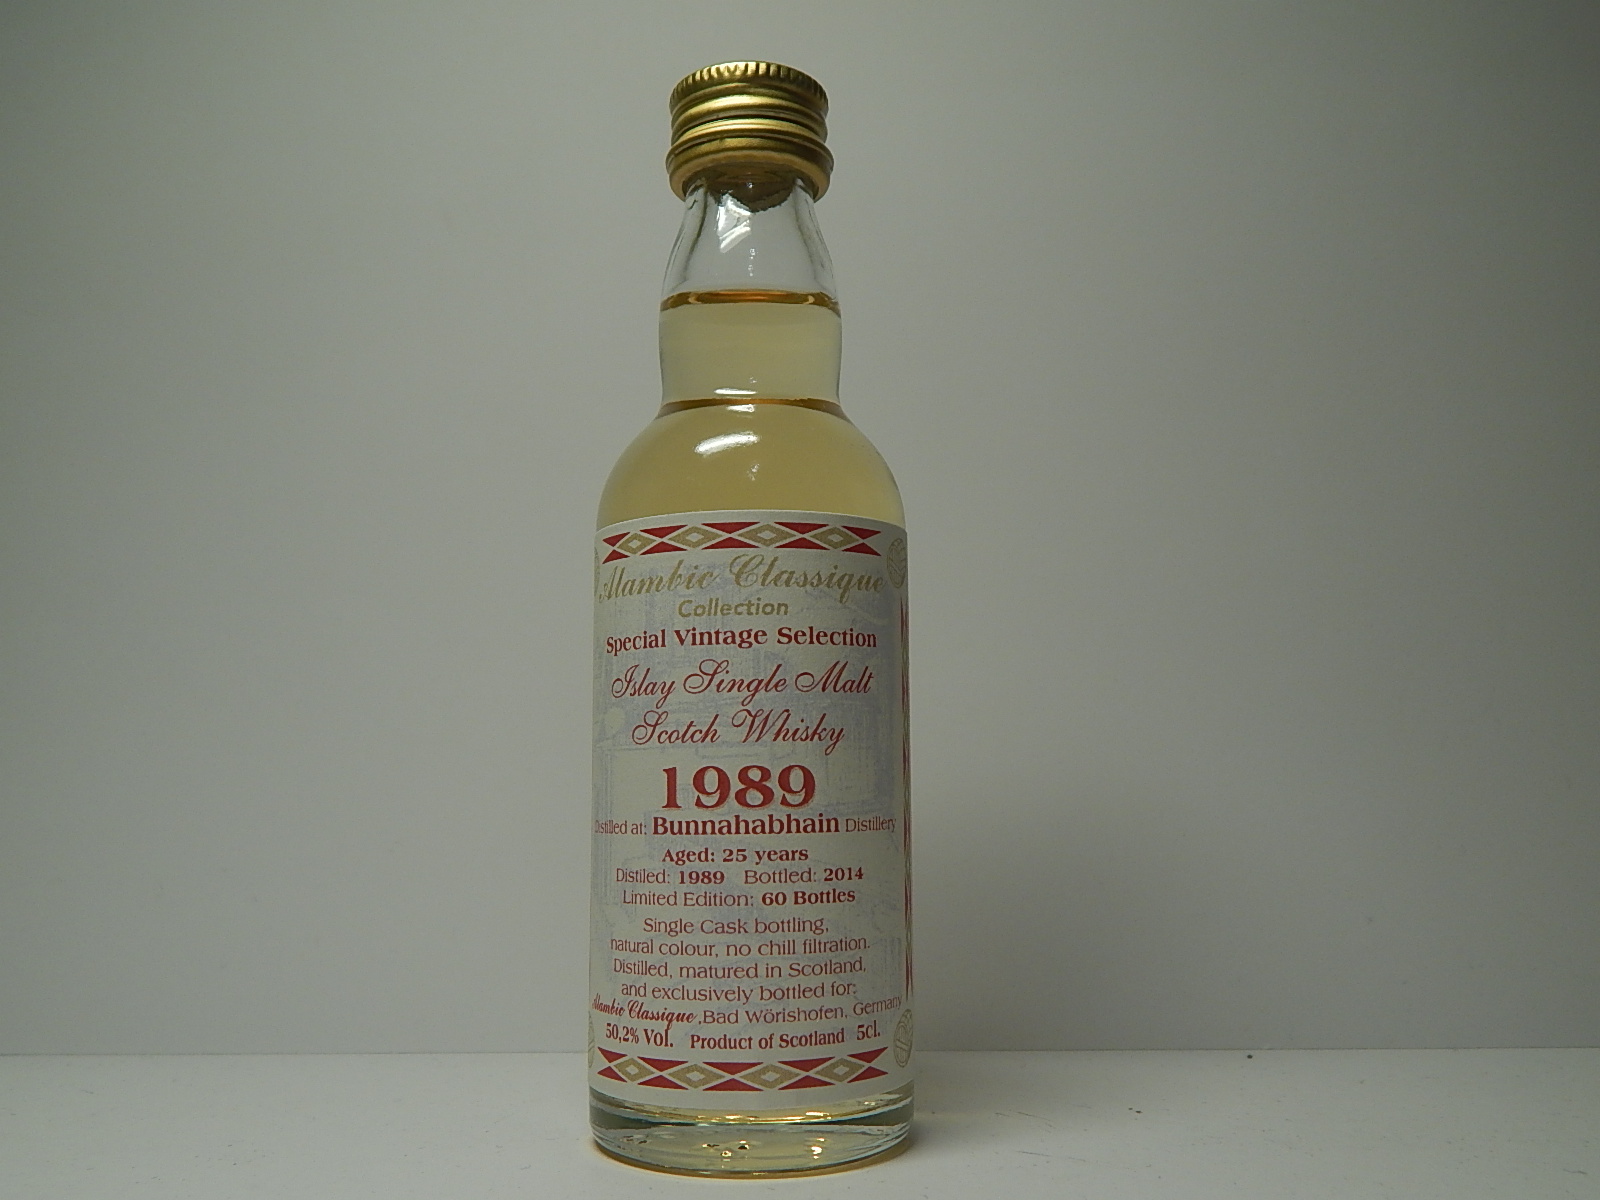 Alambic Classique
Collection
Special Vintage Selection
Islay Single Malt
Scotch Whisky
1989
Distilled at: Bunnahabhain Distillery
Aged: 25 years
Distiled: 1989 Bottled: 2014
Limited Edition: 60 Bottles
Single Cask bottling,
natural colour, no chill filtration.
Distilled, matured in Scotland,
and exclusively bottled for:
Alambic Classique, Bad Wörishofen, Germany
50,2% Vol. Product of Scotland 5cl.